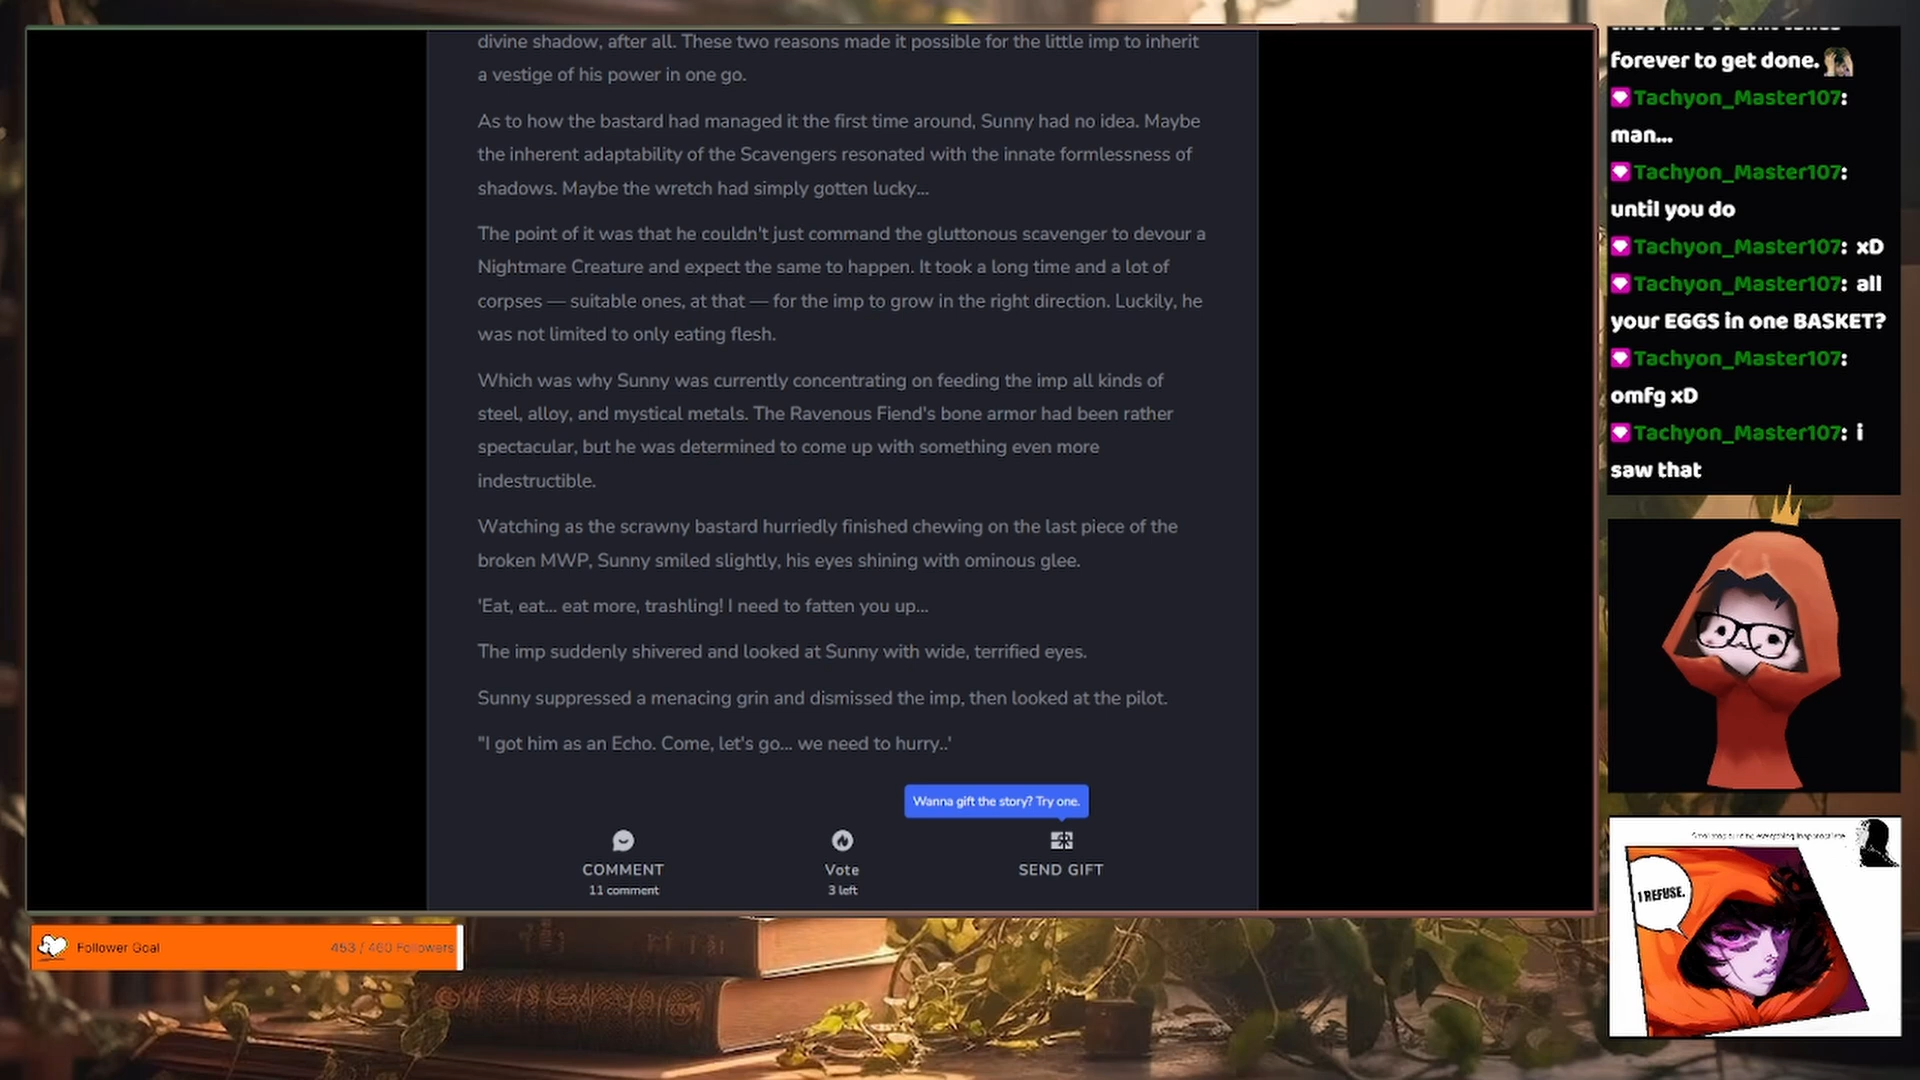 divine shadow, after all. These two reasons made it possible for the little imp to inherit
a vestige of his power in one go.
As to how the bastard had managed it the first time around, Sunny had no idea. Maybe
the inherent adaptability of the Scavengers resonated with the innate formlessness of
shadows. Maybe the wretch had simply gotten lucky...
The point of it was that he couldn't just command the gluttonous scavenger to devour a
Nightmare Creature and expect the same to happen. It took a long time and a lot of
corpses — suitable ones, at that — for the imp to grow in the right direction. Luckily, he
was not limited to only eating flesh.
Which was why Sunny was currently concentrating on feeding the imp all kinds of
steel, alloy, and mystical metals. The Ravenous Fiend's bone armor had been rather
spectacular, but he was determined to come up with something even more
indestructible.
Watching as the scrawny bastard hurriedly finished chewing on the last piece of the
broken MWP, Sunny smiled slightly, his eyes shining with ominous glee.
'Eat, eat... eat more, trashling! I need to fatten you up...
The imp suddenly shivered and looked at Sunny with wide, terrified eyes.
Sunny suppressed a menacing grin and dismissed the imp, then looked at the pilot.
"I got him as an Echo. Come, let's go... we need to hurry..'
Wanna gift the story? Try one.
COMMENT
11 comment
Vote
3 left
SEND GIFT
Follower Goal
453 / 460 Followers
forever to get done.
Tachyon_Master107:
man...
Tachyon_Master107:
until you do
Tachyon_Master107: xD
Tachyon_Master107: all
your EGGS in one BASKET?
Tachyon_Master107:
omfg xD
Tachyon_Master107: i
saw that
I REFUSE.